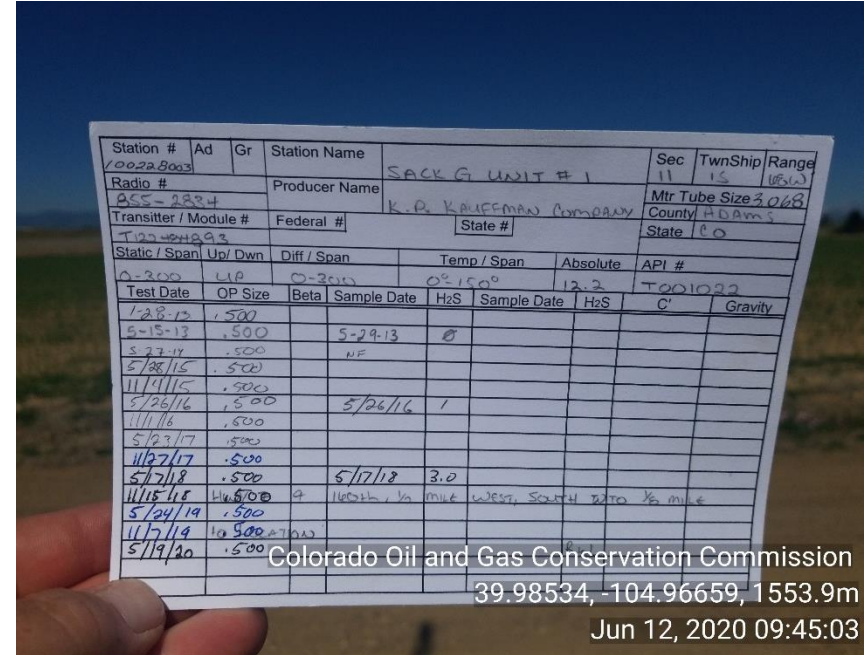 Station # Ad Gr Station Name SACK G UNIT # 1 Sec TwnShip Range
100228003 11 1S 68W
Radio # Producer Name K.P. KAUFFMAN COMPANY Mtr Tube Size 3.068
855-2834 County ADAMS
Transitter / Module # Federal # State # State CO
Static / Span Up/ Dwn Diff / Span Temp / Span Absolute API #
0-300 UP 0-300 0°-150° 12.2 T001022
Test Date OP Size Beta Sample Date H2S Sample Date H2S C' Gravity
1-28-13 .500
5-15-13 .500 5-29-13 Ø
5-27-14 .500 NF
5/28/15 .500
11/4/15 .500
5/26/16 .500 5/26/16 1
11/1/16 .500
5/23/17 .500
11/27/17 .500
5/17/18 .500 5/17/18 3.0
11/15/18 .500 160th, MILE WEST, SOUTH INTO 1/8 MILE
5/24/19 .500
11/7/19 .500
5/19/20 .500
Colorado Oil and Gas Conservation Commission
39.98534, -104.96659, 1553.9m
Jun 12, 2020 09:45:03